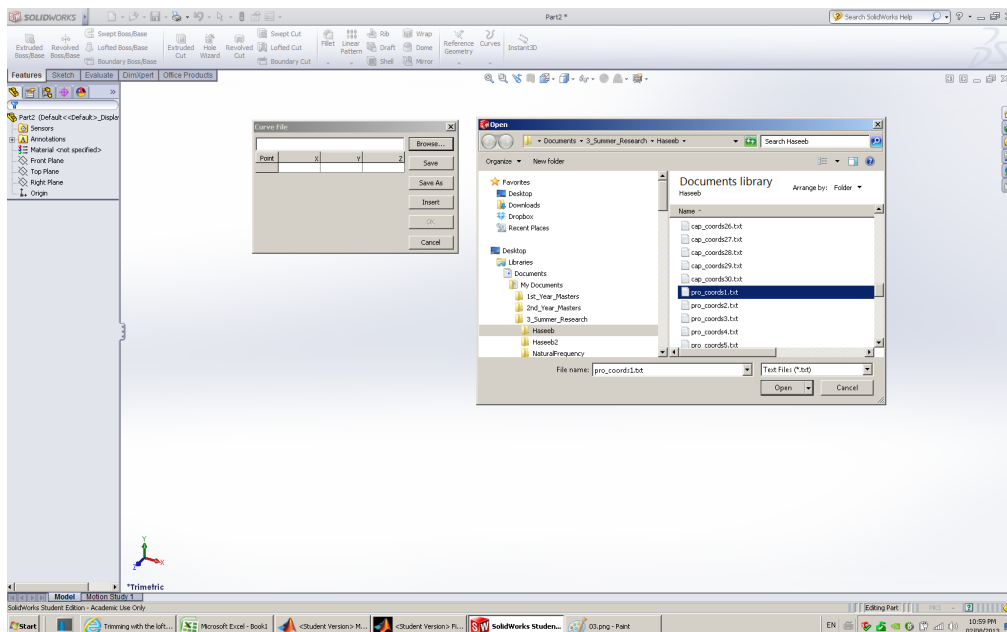 SOLIDWORKS
Part2 *
Search SolidWorks Help
Extruded Boss/Base
Revolved Boss/Base
Swept Boss/Base
Lofted Boss/Base
Boundary Boss/Base
Extruded Cut
Hole Wizard
Revolved Cut
Swept Cut
Lofted Cut
Boundary Cut
Fillet
Linear Pattern
Rib
Draft
Shell
Wrap
Dome
Mirror
Reference Geometry
Curves
Instant3D
Features
Sketch
Evaluate
DimXpert
Office Products
Part2 (Default<<Default>_Displa
Sensors
Annotations
Material <not specified>
Front Plane
Top Plane
Right Plane
Origin
Curve File
Browse...
Point X Y Z
Save
Save As
Insert
OK
Cancel
Open
Documents
3_Summer_Research
Haseeb
Search Haseeb
Organize
New folder
Favorites
Desktop
Downloads
Dropbox
Recent Places
Desktop
Libraries
Documents
My Documents
1st_Year_Masters
2nd_Year_Masters
3_Summer_Research
Haseeb
Haseeb2
NaturalFrequency
Documents library
Haseeb
Arrange by: Folder
Name
cap_coords26.txt
cap_coords27.txt
cap_coords28.txt
cap_coords29.txt
cap_coords30.txt
pro_coords1.txt
pro_coords2.txt
pro_coords3.txt
pro_coords4.txt
pro_coords5.txt
File name: pro_coords1.txt
Text Files (*.txt)
Open
Cancel
Y
X
Z
*Trimetric
Model
Motion Study 1
SolidWorks Student Edition - Academic Use Only
Editing Part
MKS
Start
Trimming with the loft...
Microsoft Excel - Book1
<Student Version> M...
<Student Version> Fi...
SolidWorks Studen...
03.png - Paint
EN
10:59 PM